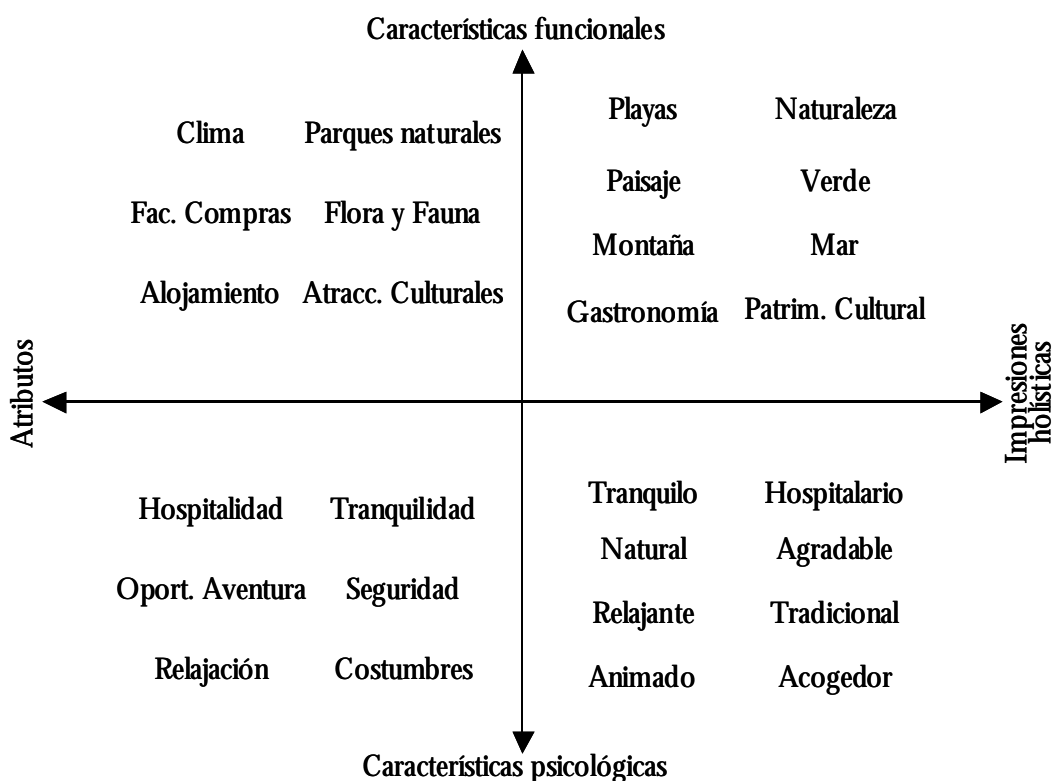 Características funcionales
Clima Parques naturales
Fac. Compras Flora y Fauna
Alojamiento Atracc. Culturales
Playas Naturaleza
Paisaje Verde
Montaña Mar
Gastronomía Patrim. Cultural
Atributos
Impresiones
holísticas
Hospitalidad Tranquilidad
Oport. Aventura Seguridad
Relajación Costumbres
Tranquilo Hospitalario
Natural Agradable
Relajante Tradicional
Animado Acogedor
Características psicológicas